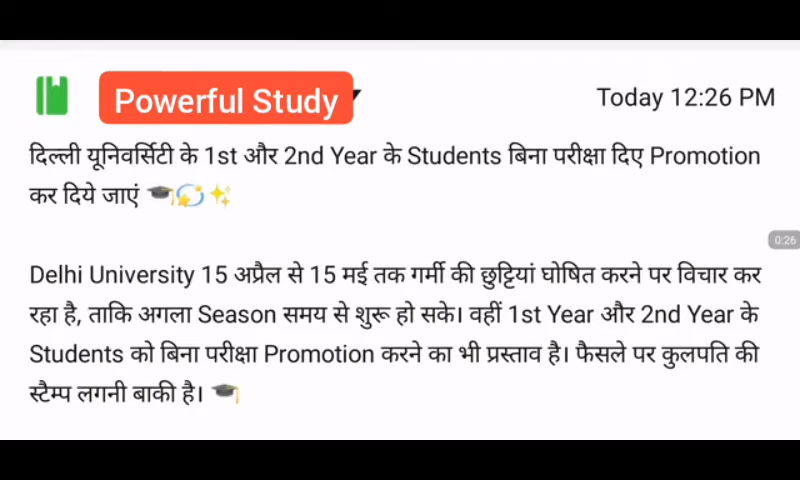 Powerful Study
Today 12:26 PM
दिल्ली यूनिवर्सिटी के 1st और 2nd Year के Students बिना परीक्षा दिए Promotion
कर दिये जाएं 🎓💫✨
0:26
Delhi University 15 अप्रैल से 15 मई तक गर्मी की छुट्टियां घोषित करने पर विचार कर
रहा है, ताकि अगला Season समय से शुरू हो सके। वहीं 1st Year और 2nd Year के
Students को बिना परीक्षा Promotion करने का भी प्रस्ताव है। फैसले पर कुलपति की
स्टैम्प लगनी बाकी है। 🎓